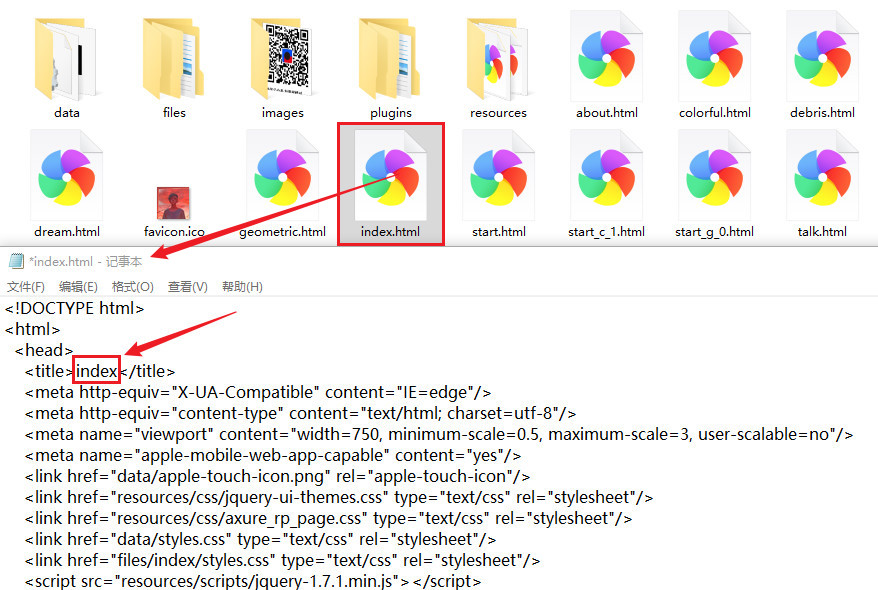 data files images plugins resources about.html colorful.html debris.html
dream.html favicon.ico geometric.html index.html start.html start_c_1.html start_g_0.html talk.html
*index.html - 记事本
文件(F) 编辑(E) 格式(O) 查看(V) 帮助(H)
<!DOCTYPE html>
<html>
<head>
<title>index</title>
<meta http-equiv="X-UA-Compatible" content="IE=edge"/>
<meta http-equiv="content-type" content="text/html; charset=utf-8"/>
<meta name="viewport" content="width=750, minimum-scale=0.5, maximum-scale=3, user-scalable=no"/>
<meta name="apple-mobile-web-app-capable" content="yes"/>
<link href="data/apple-touch-icon.png" rel="apple-touch-icon"/>
<link href="resources/css/jquery-ui-themes.css" type="text/css" rel="stylesheet"/>
<link href="resources/css/axure_rp_page.css" type="text/css" rel="stylesheet"/>
<link href="data/styles.css" type="text/css" rel="stylesheet"/>
<link href="files/index/styles.css" type="text/css" rel="stylesheet"/>
<script src="resources/scripts/jquery-1.7.1.min.js"></script>